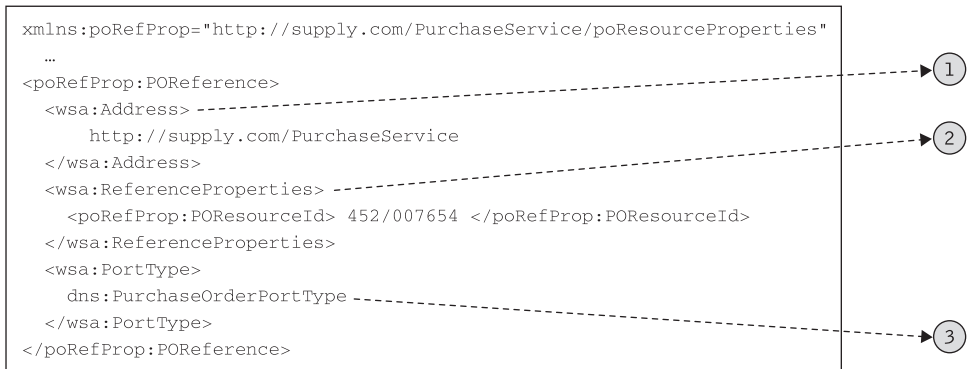 xmlns:poRefProp="http://supply.com/PurchaseService/poResourceProperties"
…
<poRefProp:POReference>
<wsa:Address>
http://supply.com/PurchaseService
</wsa:Address>
<wsa:ReferenceProperties>
<poRefProp:POResourceId> 452/007654 </poRefProp:POResourceId>
</wsa:ReferenceProperties>
<wsa:PortType>
dns:PurchaseOrderPortType
</wsa:PortType>
</poRefProp:POReference>
1
2
3